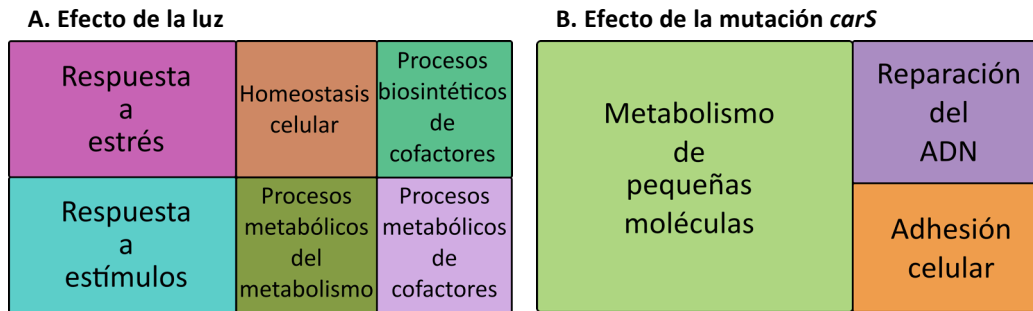 A. Efecto de la luz
Respuesta
a
estrés
Homeostasis
celular
Procesos
biosintéticos
de
cofactores
Respuesta
a
estímulos
Procesos
metabólicos
del
metabolismo
Procesos
metabólicos
de
cofactores
B. Efecto de la mutación carS
Metabolismo
de
pequeñas
moléculas
Reparación
del
ADN
Adhesión
celular